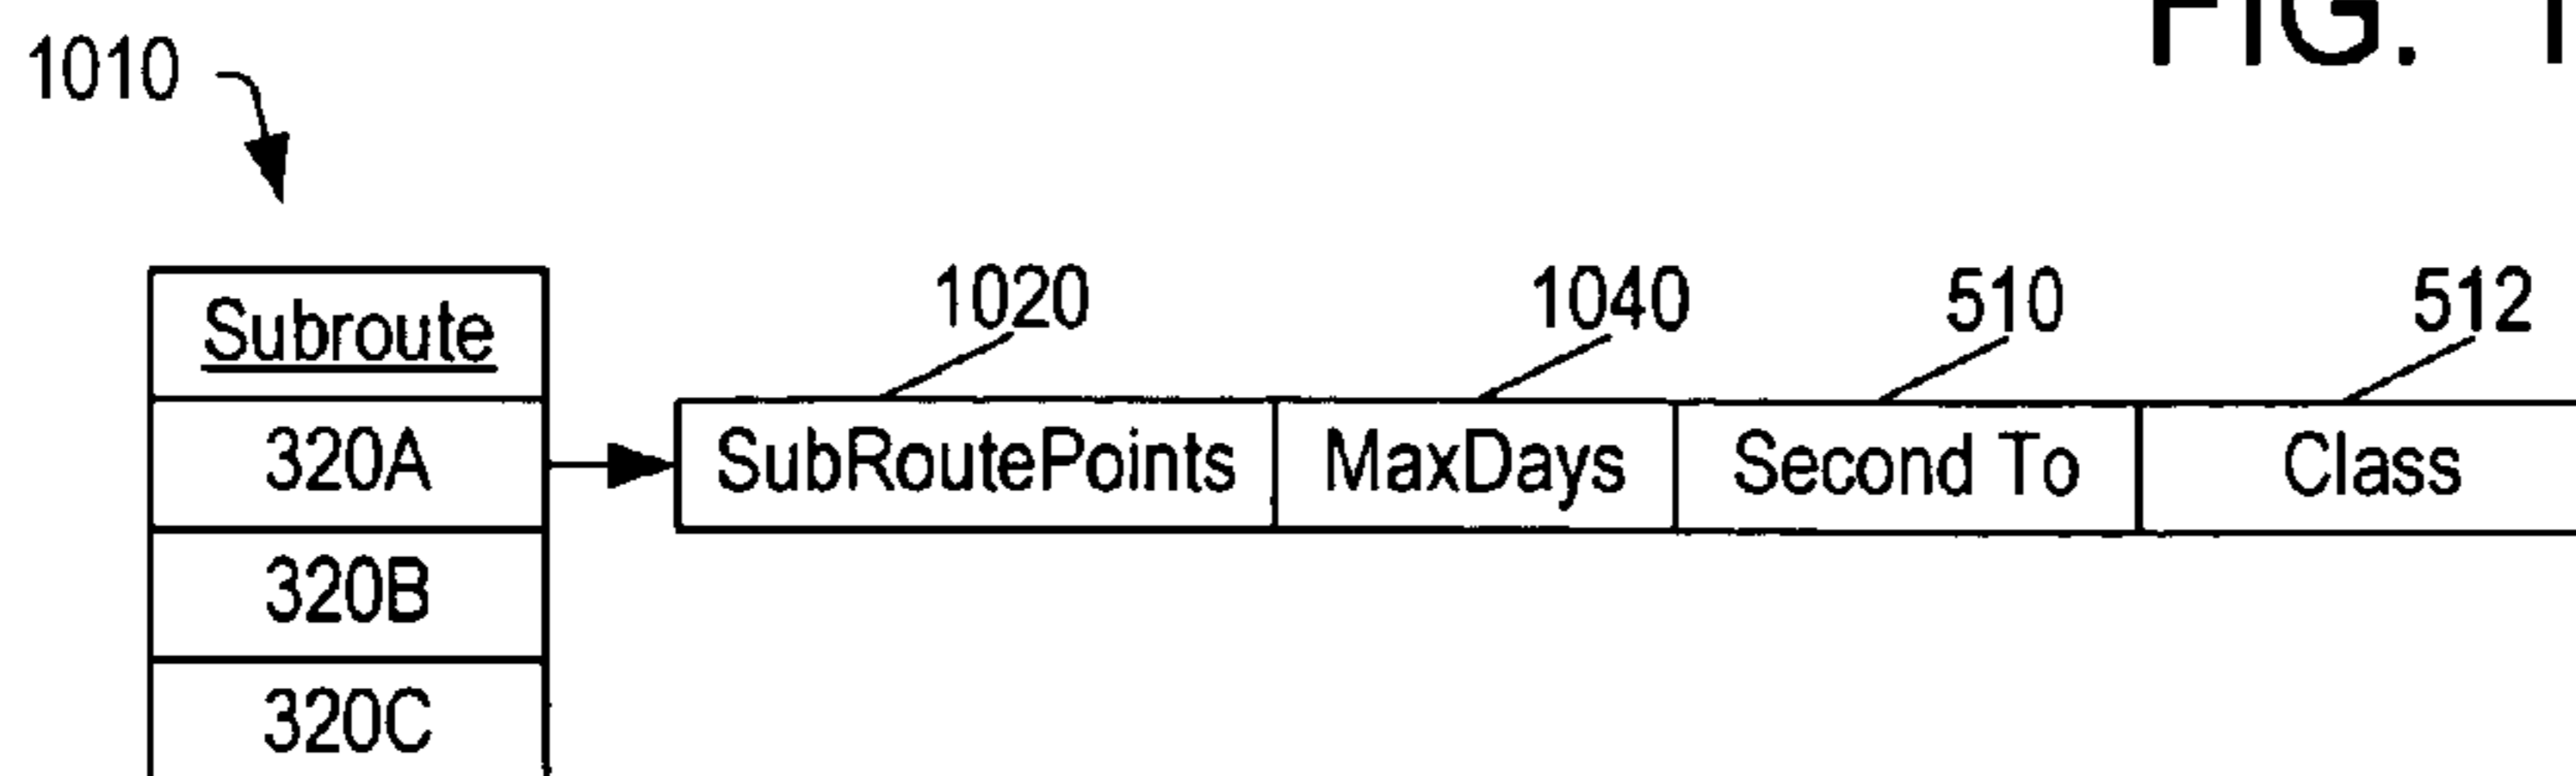 FIG. 1
1010
1020 1040 510 512
Subroute
320A SubRoutePoints MaxDays Second To Class
320B
320C